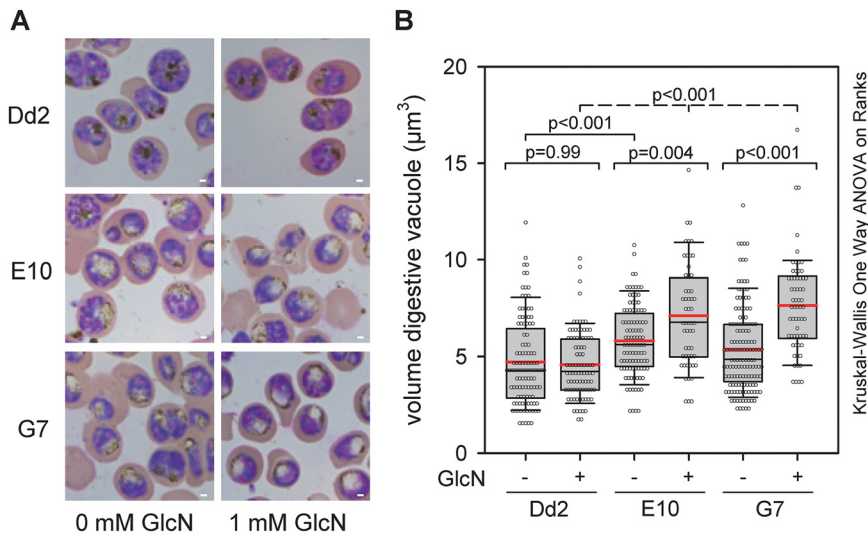 A
B
Dd2
E10
G7
0 mM GlcN
1 mM GlcN
volume digestive vacuole (µm³)
20
15
10
5
0
p<0.001
p<0.001
p=0.99
p=0.004
p<0.001
GlcN
- + - + - +
Dd2 E10 G7
Kruskal-Wallis One Way ANOVA on Ranks